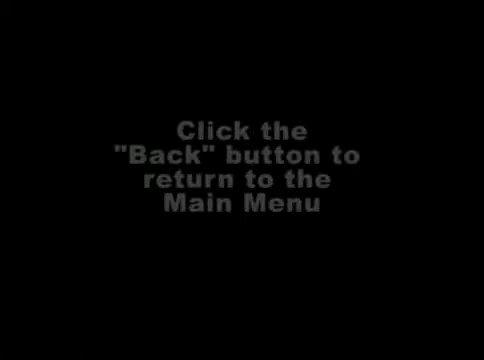 Click the
"Back" button to
return to the
Main Menu